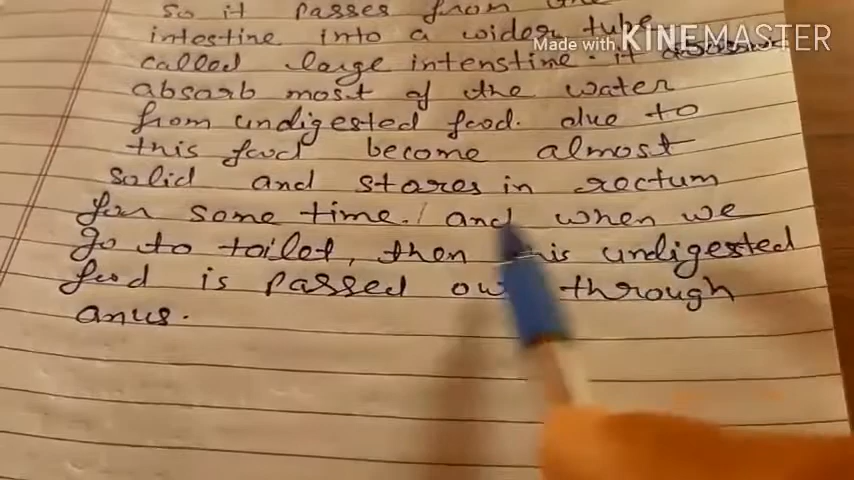 so it passes from the
intestine into a wider tube
Made with KINEMASTER
called large intenstine. it
absorb most of the water
from undigested food. due to
this food become almost
solid and stores in rectum
for some time. and when we
go to toilet, then this undigested
food is passed through
anus.